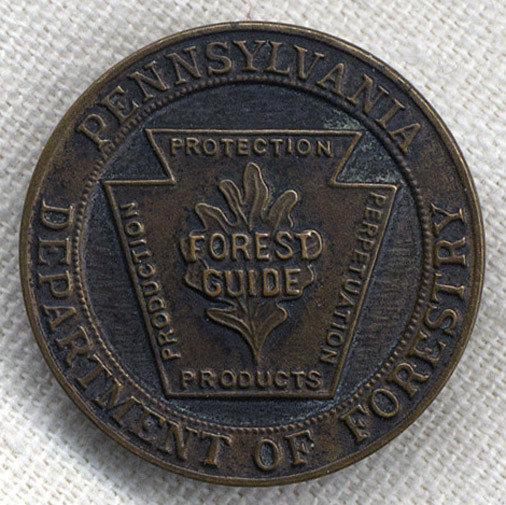 PENNSYLVANIA
PROTECTION
PRODUCTION
FOREST
GUIDE
PERPETUATION
PRODUCTS
DEPARTMENT OF FORESTRY